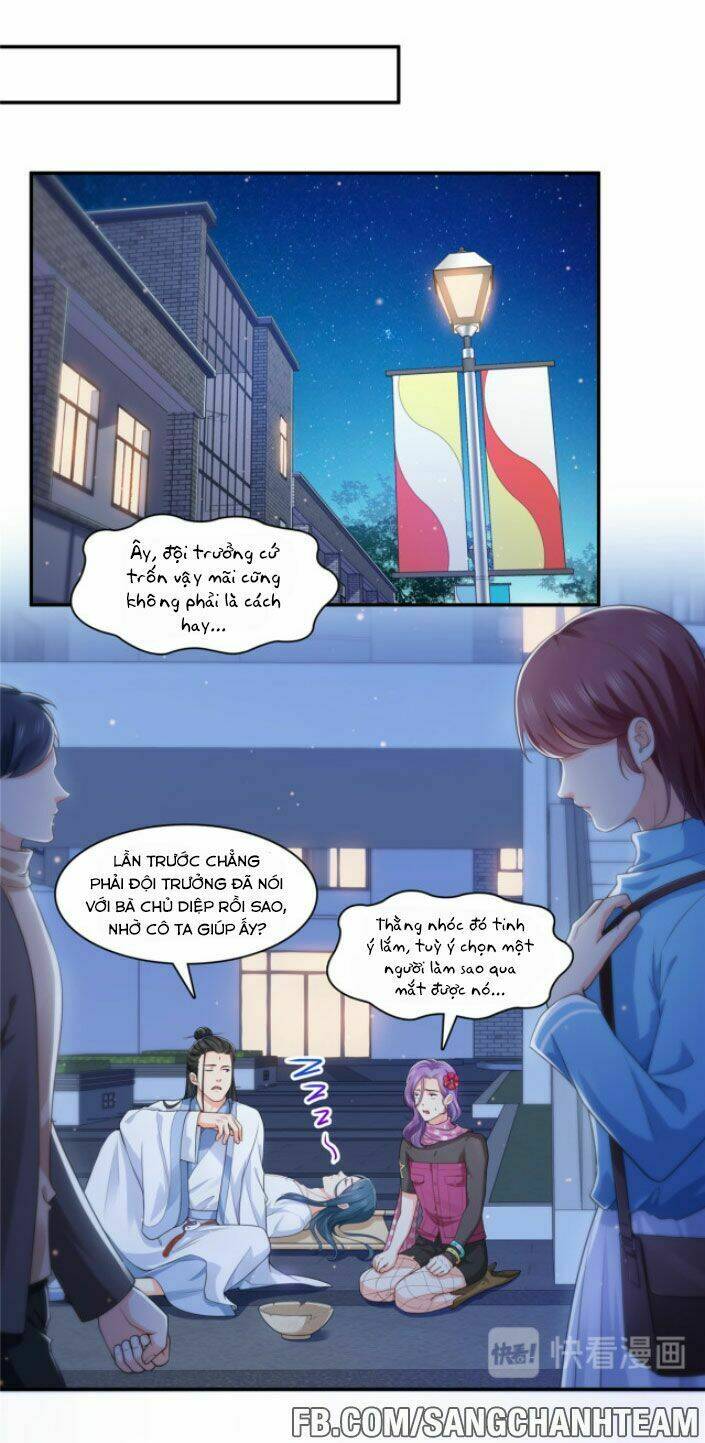 Ây, đội trưởng cứ
trốn vậy mãi cũng
không phải là cách
hay...
LẦN TRƯỚC CHẲNG
PHẢI ĐỘI TRƯỞNG ĐÃ NÓI
VỚI BÀ CHỦ DIỆP RỒI SAO,
NHỜ CÔ TA GIÚP ẤY?
Thằng nhóc đó tinh
ý lắm, tuỳ ý chọn một
người làm sao qua
mắt được nó...
Z
Z
Z
Z
~
快看! 快看漫画
FB.COM/SANGCHANHTEAM